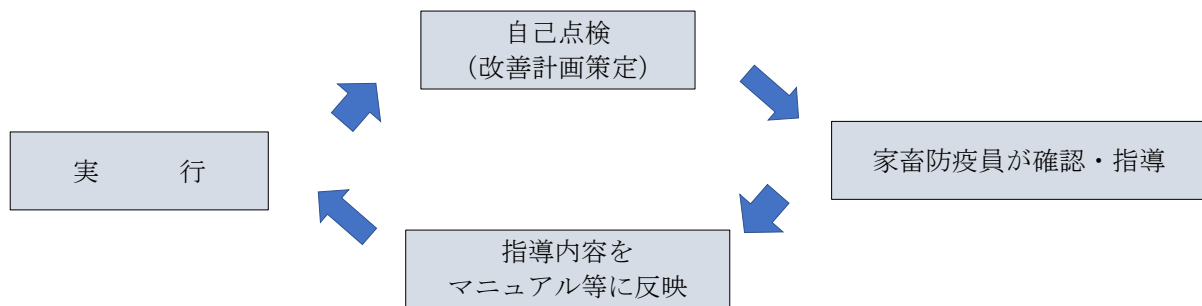 自己点検
（改善計画策定）
家畜防疫員が確認・指導
実　　　行
指導内容を
マニュアル等に反映